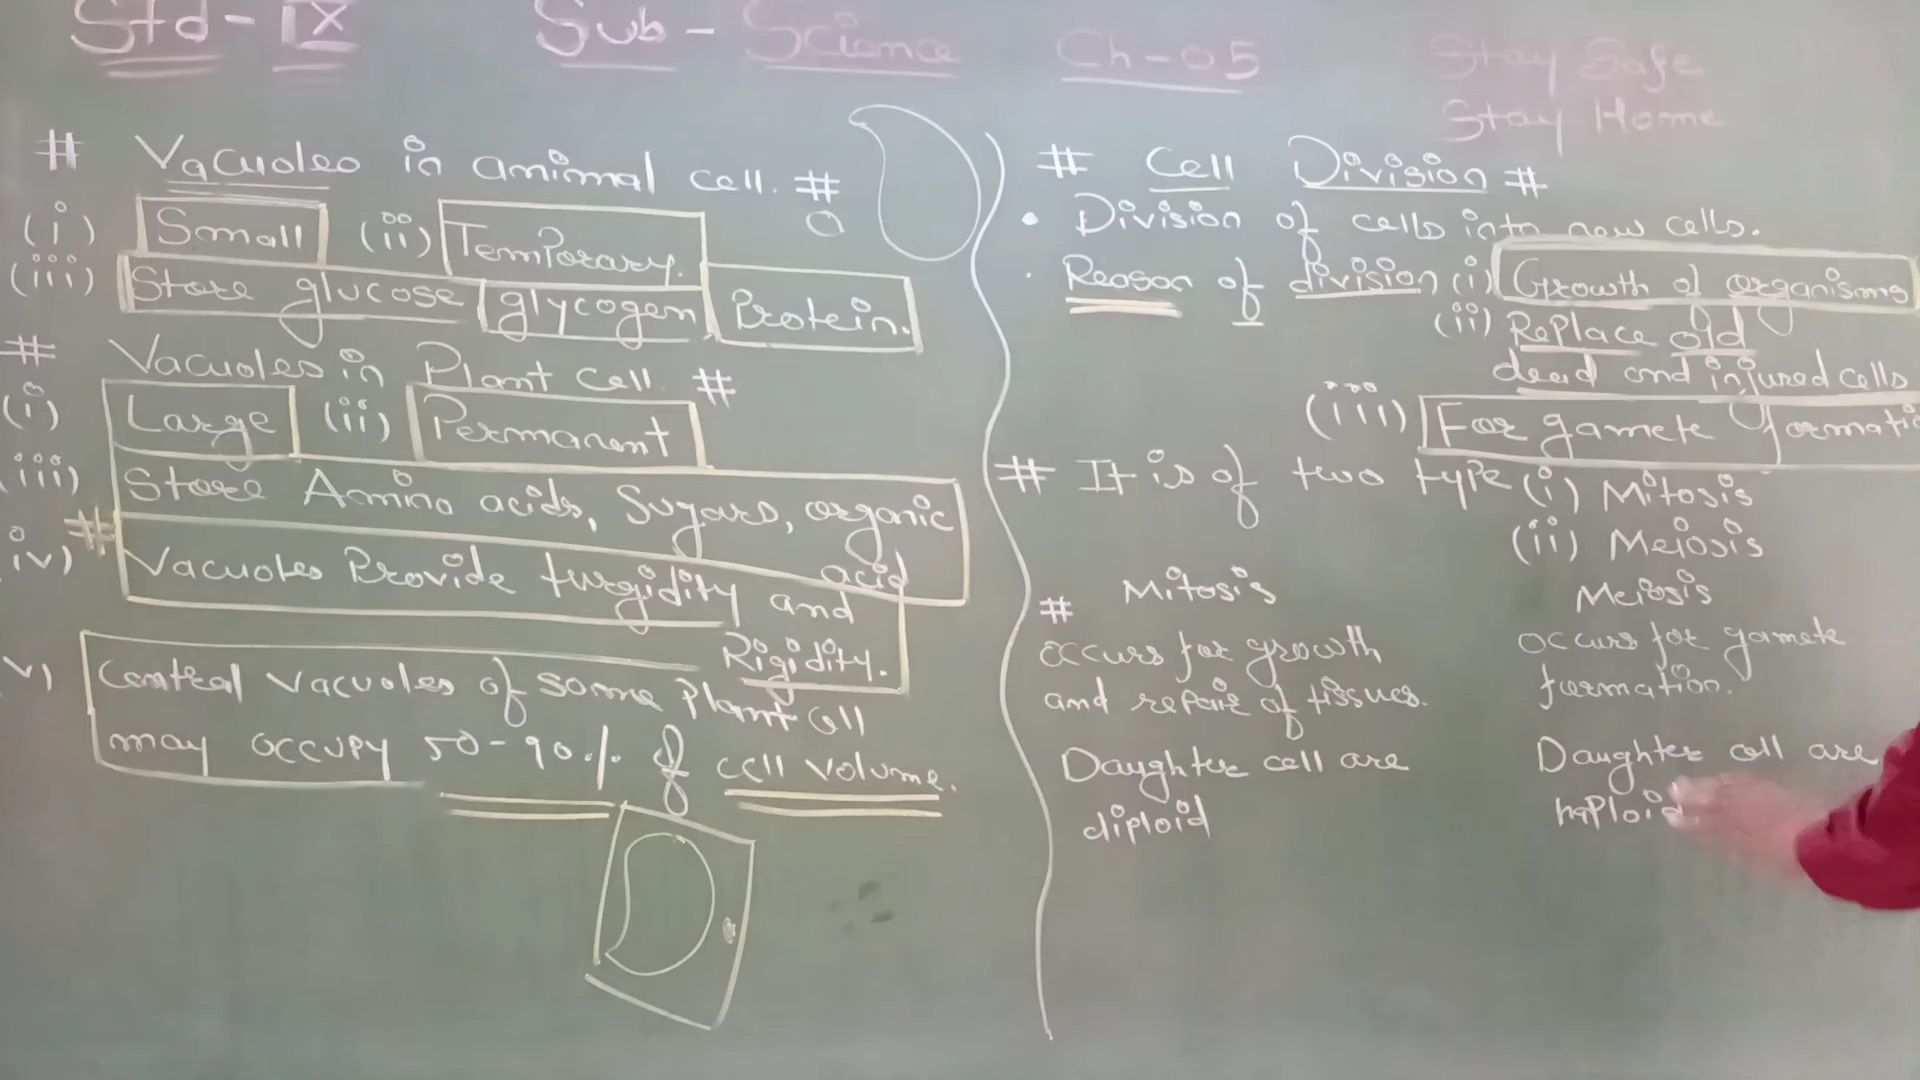 Std - IX Sub - Science Ch - 05
Stay Safe
Stay Home
# Vacuoles in animal cell. #
(i) Small (ii) Temporary.
(iii) Store glucose glycogen Protein.
# Vacuoles in Plant cell #
(i) Large (ii) Permanent
(iii) Store Amino acids, Sugars, organic acid
# iv) Vacuoles Provide turgidity and Rigidity.
v) Central vacuoles of some Plant cell
may occupy 50-90% of cell volume.
# Cell Division #
• Division of cells into new cells.
• Reason of division (i) Growth of organisms
(ii) Replace old
dead and injured cells
(iii) For gamete formatio
# It is of two type (i) Mitosis
(ii) Meiosis
# Mitosis
occurs for growth
and repair of tissues.
Daughter cell are
diploid
Meiosis
occurs for gamete
formation.
Daughter cell are
haploid